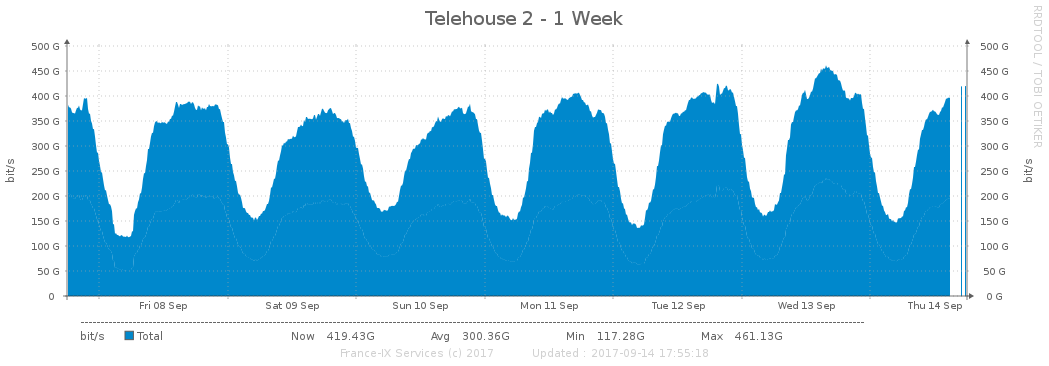 Telehouse 2 - 1 Week
RRDTOOL / TOBI OETIKER
500 G 500 G
450 G 450 G
400 G 400 G
350 G 350 G
300 G 300 G
250 G 250 G
200 G 200 G
150 G 150 G
100 G 100 G
50 G 50 G
0 0 G
bit/s bit/s
Fri 08 Sep Sat 09 Sep Sun 10 Sep Mon 11 Sep Tue 12 Sep Wed 13 Sep Thu 14 Sep
bit/s Total Now 419.43G Avg 300.36G Min 117.28G Max 461.13G
France-IX Services (c) 2017 Updated : 2017-09-14 17:55:18